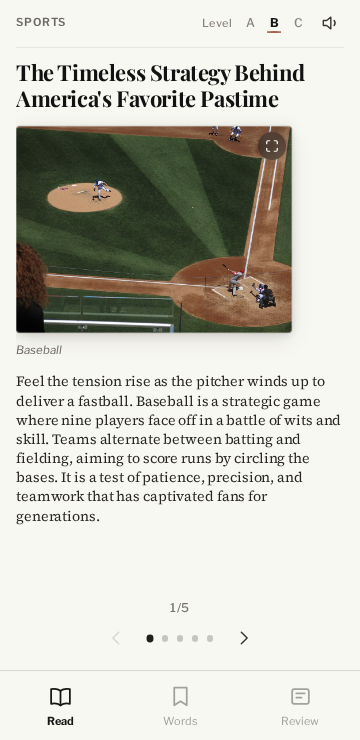 SPORTS
Level A B C
The Timeless Strategy Behind
America's Favorite Pastime
Baseball
Feel the tension rise as the pitcher winds up to
deliver a fastball. Baseball is a strategic game
where nine players face off in a battle of wits and
skill. Teams alternate between batting and
fielding, aiming to score runs by circling the
bases. It is a test of patience, precision, and
teamwork that has captivated fans for
generations.
1/5
Read Words Review